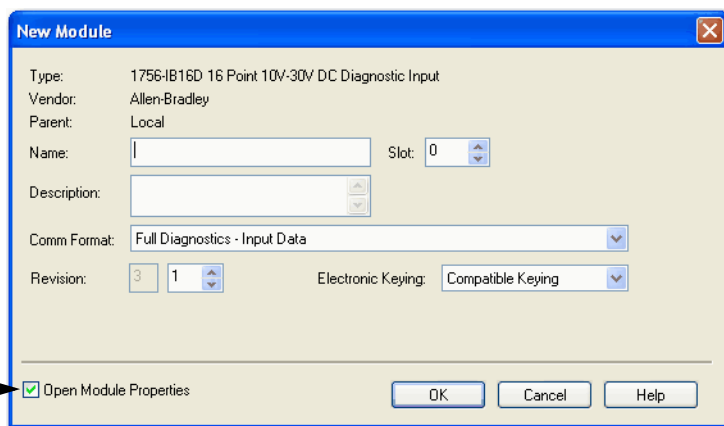 New Module
Type: 1756-IB16D 16 Point 10V-30V DC Diagnostic Input
Vendor: Allen-Bradley
Parent: Local
Name: Slot: 0
Description:
Comm Format: Full Diagnostics - Input Data
Revision: 3 1 Electronic Keying: Compatible Keying
Open Module Properties OK Cancel Help